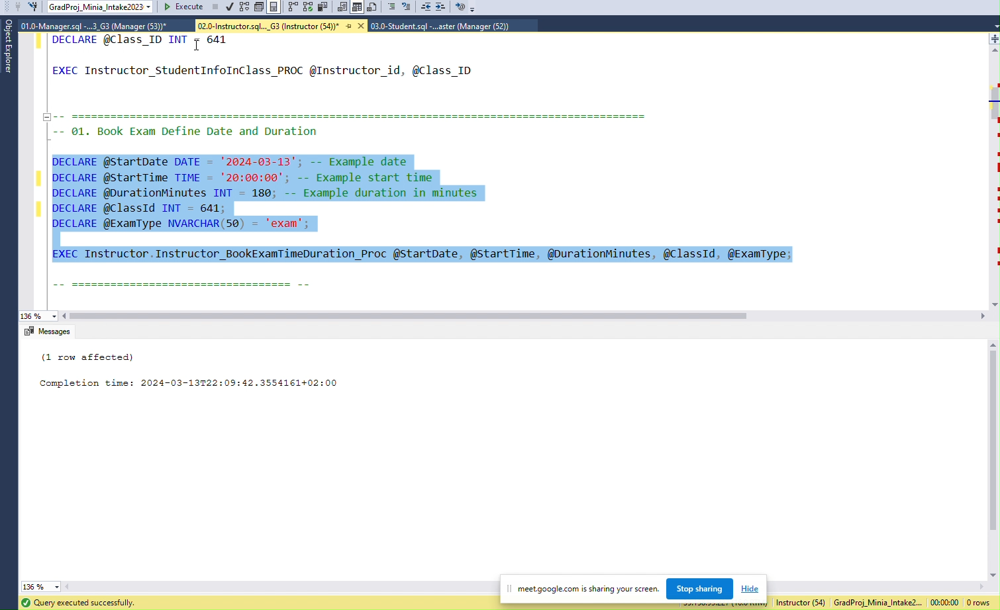 GradProj_Minia_Intake2023
Execute
01.0-Manager.sql -...3_G3 (Manager (53))*
02.0-Instructor.sql..._G3 (Instructor (54))*
03.0-Student.sql -...aster (Manager (52))
Object Explorer
DECLARE @Class_ID INT = 641
EXEC Instructor_StudentInfoInClass_PROC @Instructor_id, @Class_ID
-- =========================================================================================
-- 01. Book Exam Define Date and Duration
DECLARE @StartDate DATE = '2024-03-13'; -- Example date
DECLARE @StartTime TIME = '20:00:00'; -- Example start time
DECLARE @DurationMinutes INT = 180; -- Example duration in minutes
DECLARE @ClassId INT = 641;
DECLARE @ExamType NVARCHAR(50) = 'exam';
EXEC Instructor.Instructor_BookExamTimeDuration_Proc @StartDate, @StartTime, @DurationMinutes, @ClassId, @ExamType;
-- ================================== --
136 %
Messages
(1 row affected)
Completion time: 2024-03-13T22:09:42.3554161+02:00
136 %
meet.google.com is sharing your screen.
Stop sharing
Hide
Query executed successfully.
Instructor (54)
GradProj_Minia_Intake2...
00:00:00
0 rows